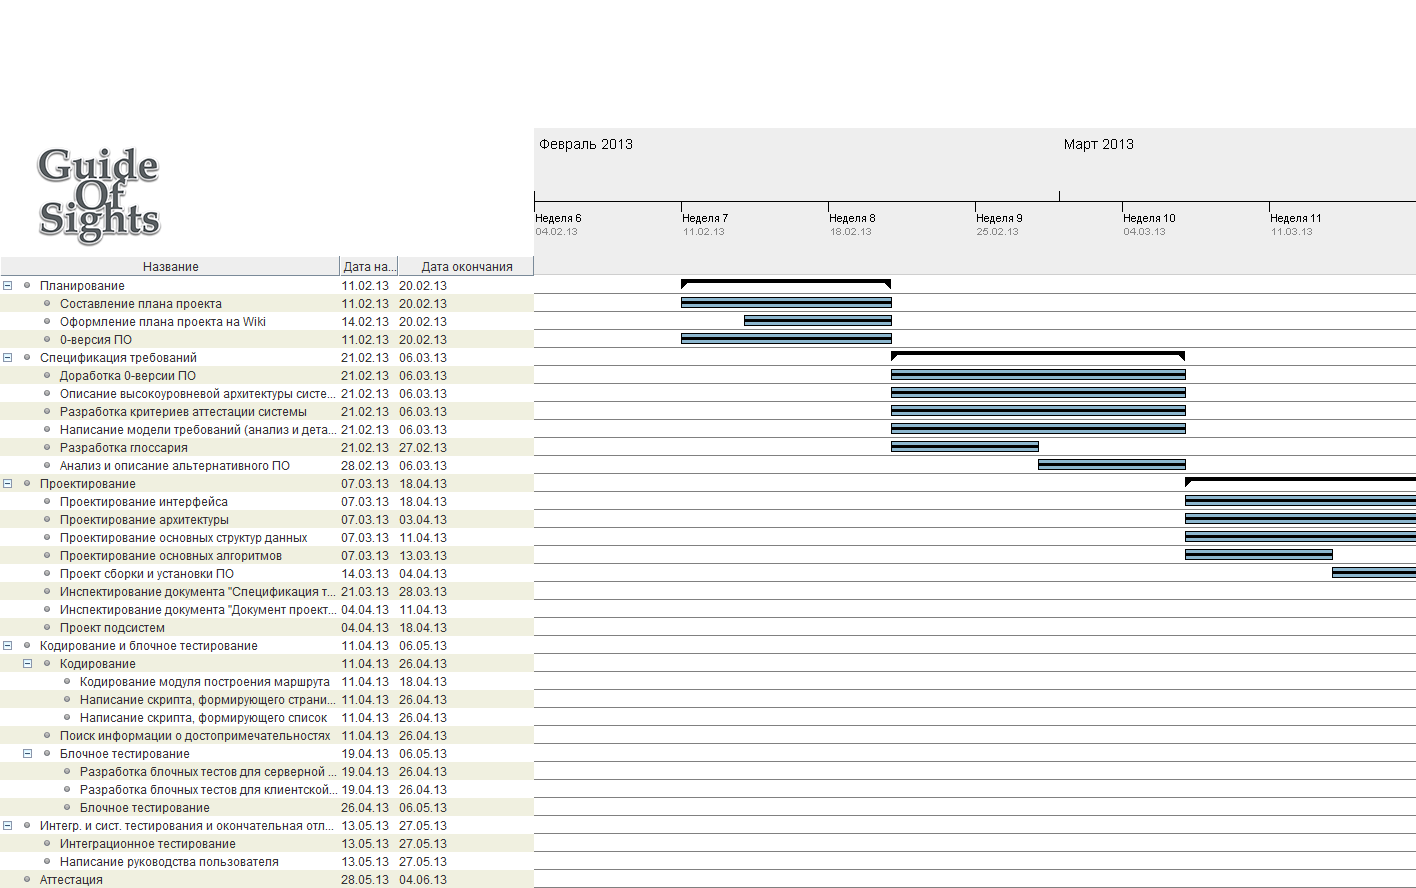 Guide
Of
Sights
Февраль 2013 Март 2013
Неделя 6 Неделя 7 Неделя 8 Неделя 9 Неделя 10 Неделя 11
04.02.13 11.02.13 18.02.13 25.02.13 04.03.13 11.03.13
Название Дата на... Дата окончания
Планирование 11.02.13 20.02.13
Составление плана проекта 11.02.13 20.02.13
Оформление плана проекта на Wiki 14.02.13 20.02.13
0-версия ПО 11.02.13 20.02.13
Спецификация требований 21.02.13 06.03.13
Доработка 0-версии ПО 21.02.13 06.03.13
Описание высокоуровневой архитектуры систе... 21.02.13 06.03.13
Разработка критериев аттестации системы 21.02.13 06.03.13
Написание модели требований (анализ и дета... 21.02.13 06.03.13
Разработка глоссария 21.02.13 27.02.13
Анализ и описание альтернативного ПО 28.02.13 06.03.13
Проектирование 07.03.13 18.04.13
Проектирование интерфейса 07.03.13 18.04.13
Проектирование архитектуры 07.03.13 03.04.13
Проектирование основных структур данных 07.03.13 11.04.13
Проектирование основных алгоритмов 07.03.13 13.03.13
Проект сборки и установки ПО 14.03.13 04.04.13
Инспектирование документа "Спецификация т... 21.03.13 28.03.13
Инспектирование документа "Документ проект... 04.04.13 11.04.13
Проект подсистем 04.04.13 18.04.13
Кодирование и блочное тестирование 11.04.13 06.05.13
Кодирование 11.04.13 26.04.13
Кодирование модуля построения маршрута 11.04.13 18.04.13
Написание скрипта, формирующего страни... 11.04.13 26.04.13
Написание скрипта, формирующего список 11.04.13 26.04.13
Поиск информации о достопримечательностях 11.04.13 26.04.13
Блочное тестирование 19.04.13 06.05.13
Разработка блочных тестов для серверной ... 19.04.13 26.04.13
Разработка блочных тестов для клиентской... 19.04.13 26.04.13
Блочное тестирование 26.04.13 06.05.13
Интегр. и сист. тестирования и окончательная отл... 13.05.13 27.05.13
Интеграционное тестирование 13.05.13 27.05.13
Написание руководства пользователя 13.05.13 27.05.13
Аттестация 28.05.13 04.06.13